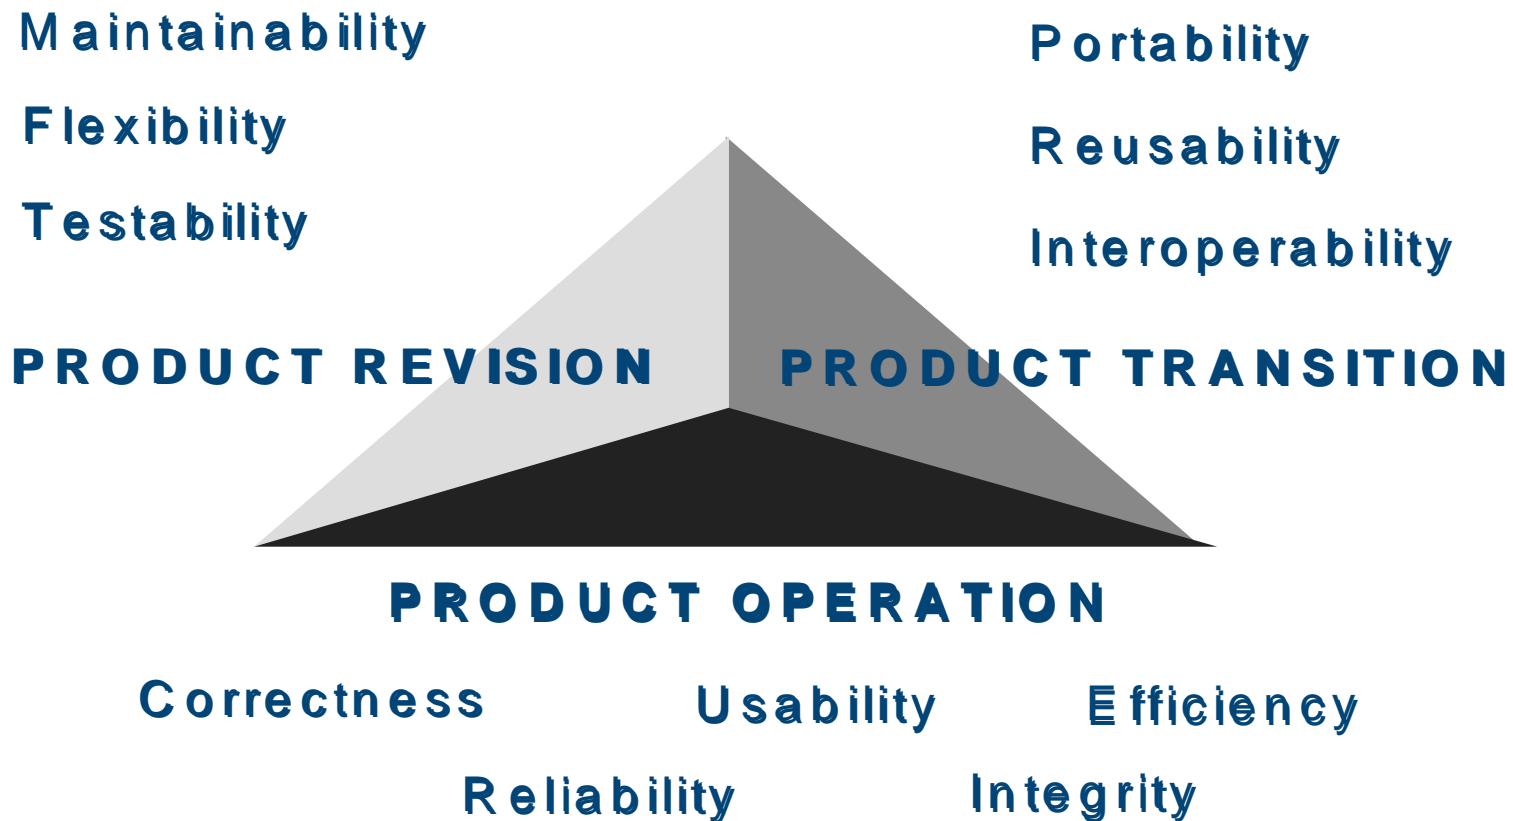 Maintainability
Flexibility
Testability
Portability
Reusability
Interoperability
PRODUCT REVISION
PRODUCT TRANSITION
PRODUCT OPERATION
Correctness
Usability
Efficiency
Reliability
Integrity